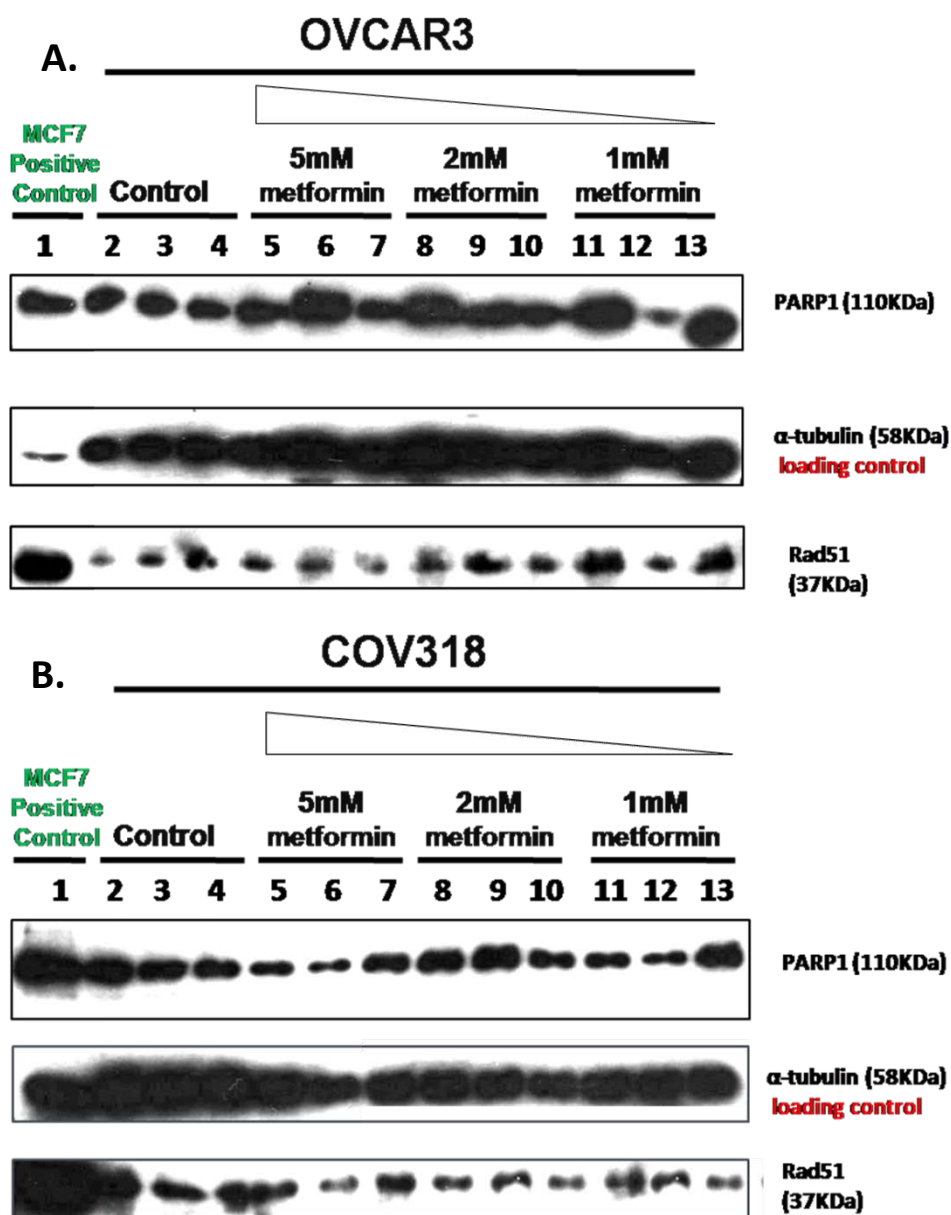 A.
OVCAR3
MCF7
Positive
Control
Control
5mM
metformin
2mM
metformin
1mM
metformin
1 2 3 4 5 6 7 8 9 10 11 12 13
PARP1 (110KDa)
α-tubulin (58KDa)
loading control
Rad51
(37KDa)
B.
COV318
MCF7
Positive
Control
Control
5mM
metformin
2mM
metformin
1mM
metformin
1 2 3 4 5 6 7 8 9 10 11 12 13
PARP1 (110KDa)
α-tubulin (58KDa)
loading control
Rad51
(37KDa)